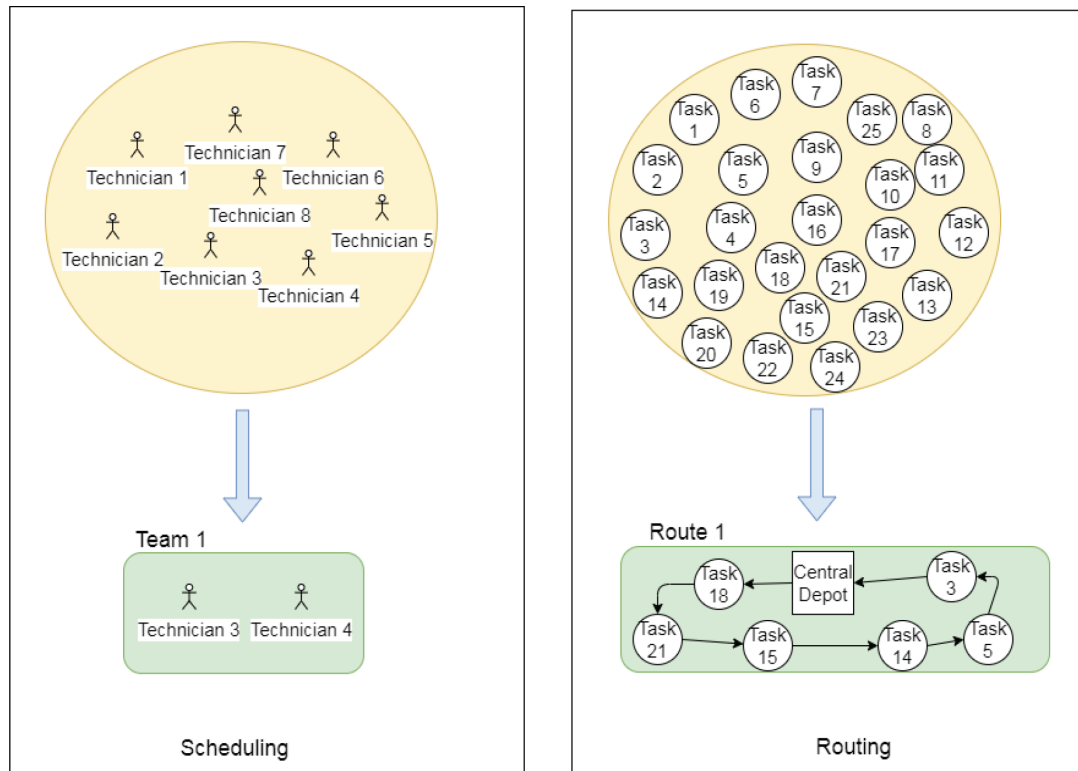 Technician 7
Technician 1
Technician 6
Technician 8
Technician 5
Technician 2
Technician 3
Technician 4
Team 1
Technician 3
Technician 4
Scheduling
Task
7
Task
6
Task
1
Task
25
Task
8
Task
9
Task
2
Task
5
Task
10
Task
11
Task
3
Task
4
Task
16
Task
17
Task
12
Task
14
Task
19
Task
18
Task
21
Task
13
Task
15
Task
23
Task
20
Task
22
Task
24
Route 1
Central
Depot
Task
18
Task
21
Task
15
Task
14
Task
5
Task
3
Routing